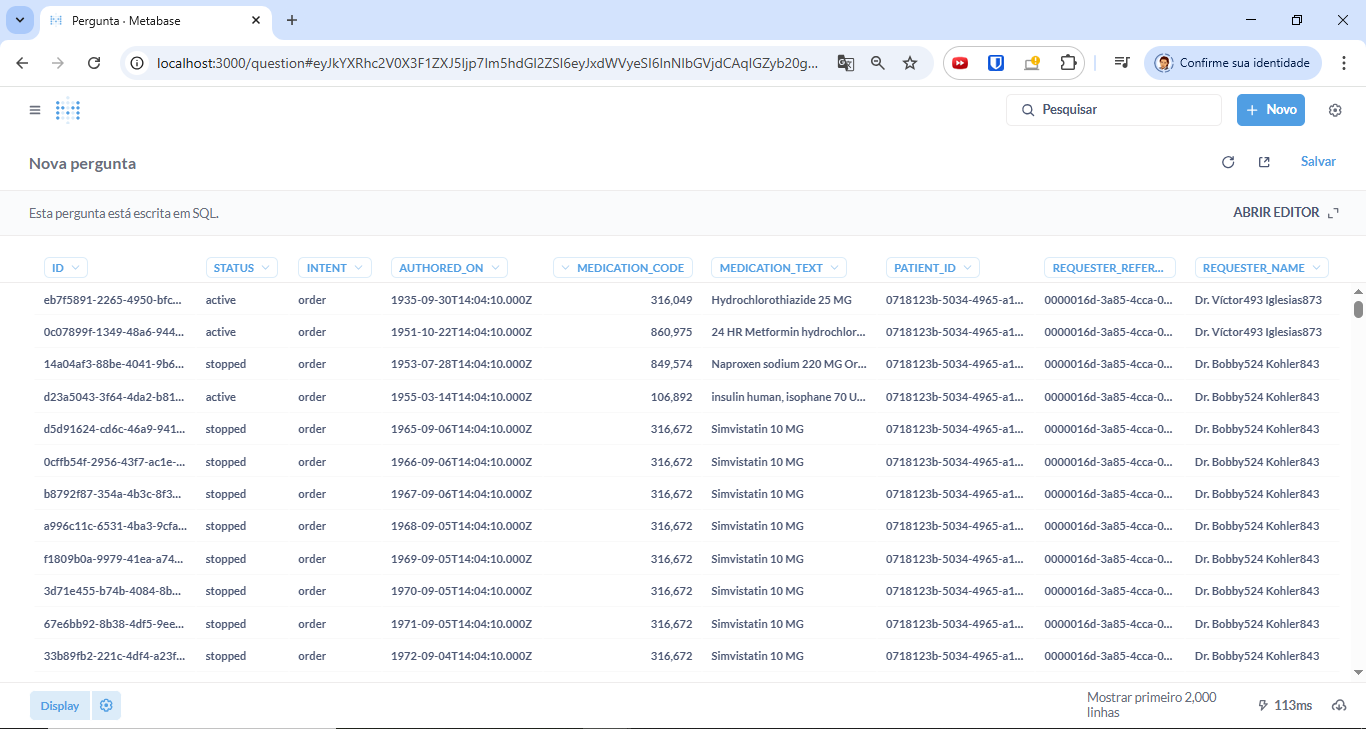 Pergunta · Metabase
localhost:3000/question#eyJkYXRhc2V0X3F1ZXJ5Ijp7Im5hdGl2ZSI6eyJxdWVyeSI6InNlbGVjdCAqIGZyb20g...
Confirme sua identidade
Pesquisar
+ Novo
Nova pergunta
Salvar
Esta pergunta está escrita em SQL.
ABRIR EDITOR
ID STATUS INTENT AUTHORED_ON MEDICATION_CODE MEDICATION_TEXT PATIENT_ID REQUESTER_REFER... REQUESTER_NAME
eb7f5891-2265-4950-bfc... active order 1935-09-30T14:04:10.000Z 316,049 Hydrochlorothiazide 25 MG 0718123b-5034-4965-a1... 0000016d-3a85-4cca-0... Dr. Víctor493 Iglesias873
0c07899f-1349-48a6-944... active order 1951-10-22T14:04:10.000Z 860,975 24 HR Metformin hydrochlor... 0718123b-5034-4965-a1... 0000016d-3a85-4cca-0... Dr. Víctor493 Iglesias873
14a04af3-88be-4041-9b6... stopped order 1953-07-28T14:04:10.000Z 849,574 Naproxen sodium 220 MG Or... 0718123b-5034-4965-a1... 0000016d-3a85-4cca-0... Dr. Bobby524 Kohler843
d23a5043-3f64-4da2-b81... active order 1955-03-14T14:04:10.000Z 106,892 insulin human, isophane 70 U... 0718123b-5034-4965-a1... 0000016d-3a85-4cca-0... Dr. Bobby524 Kohler843
d5d91624-cd6c-46a9-941... stopped order 1965-09-06T14:04:10.000Z 316,672 Simvistatin 10 MG 0718123b-5034-4965-a1... 0000016d-3a85-4cca-0... Dr. Bobby524 Kohler843
0cffb54f-2956-43f7-ac1e-... stopped order 1966-09-06T14:04:10.000Z 316,672 Simvistatin 10 MG 0718123b-5034-4965-a1... 0000016d-3a85-4cca-0... Dr. Bobby524 Kohler843
b8792f87-354a-4b3c-8f3... stopped order 1967-09-06T14:04:10.000Z 316,672 Simvistatin 10 MG 0718123b-5034-4965-a1... 0000016d-3a85-4cca-0... Dr. Bobby524 Kohler843
a996c11c-6531-4ba3-9cfa... stopped order 1968-09-05T14:04:10.000Z 316,672 Simvistatin 10 MG 0718123b-5034-4965-a1... 0000016d-3a85-4cca-0... Dr. Bobby524 Kohler843
f1809b0a-9979-41ea-a74... stopped order 1969-09-05T14:04:10.000Z 316,672 Simvistatin 10 MG 0718123b-5034-4965-a1... 0000016d-3a85-4cca-0... Dr. Bobby524 Kohler843
3d71e455-b74b-4084-8b... stopped order 1970-09-05T14:04:10.000Z 316,672 Simvistatin 10 MG 0718123b-5034-4965-a1... 0000016d-3a85-4cca-0... Dr. Bobby524 Kohler843
67e6bb92-8b38-4df5-9ee... stopped order 1971-09-05T14:04:10.000Z 316,672 Simvistatin 10 MG 0718123b-5034-4965-a1... 0000016d-3a85-4cca-0... Dr. Bobby524 Kohler843
33b89fb2-221c-4df4-a23f... stopped order 1972-09-04T14:04:10.000Z 316,672 Simvistatin 10 MG 0718123b-5034-4965-a1... 0000016d-3a85-4cca-0... Dr. Bobby524 Kohler843
Display
Mostrar primeiro 2,000
linhas
113ms